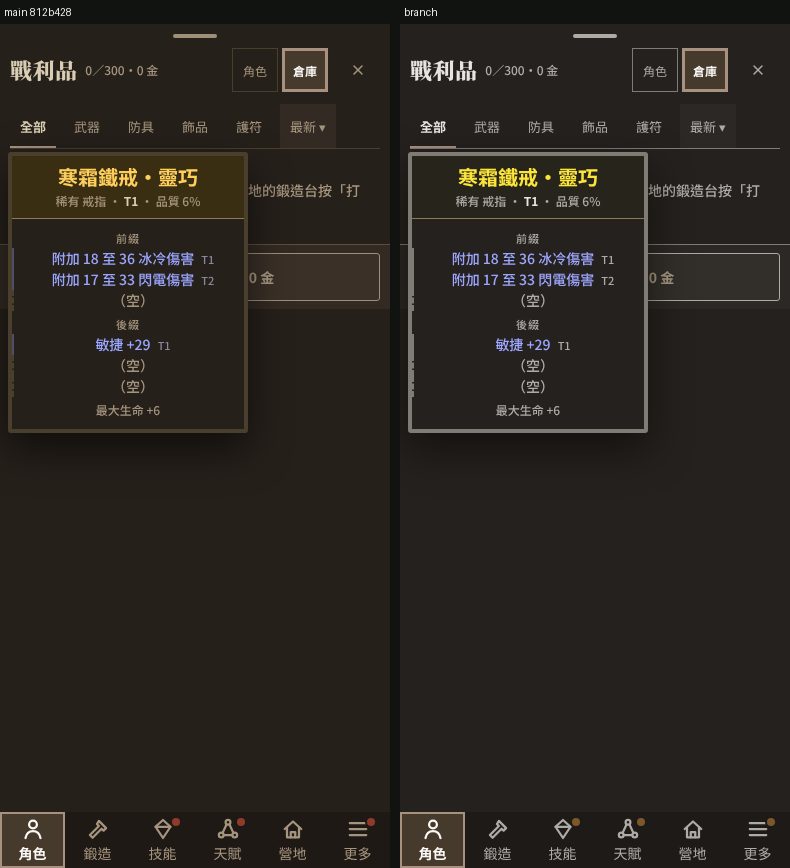 main 812b428
戰利品 0／300・0 金 角色 倉庫 ×
全部 武器 防具 飾品 護符 最新 ▾
寒霜鐵戒・靈巧
稀有 戒指 ・ T1 ・ 品質 6%
地的鍛造台按「打
前綴
附加 18 至 36 冰冷傷害 T1
0 金
附加 17 至 33 閃電傷害 T2
（空）
後綴
敏捷 +29 T1
（空）
（空）
最大生命 +6
角色 鍛造 技能 天賦 營地 更多
branch
戰利品 0／300・0 金 角色 倉庫 ×
全部 武器 防具 飾品 護符 最新 ▾
寒霜鐵戒・靈巧
稀有 戒指 ・ T1 ・ 品質 6%
地的鍛造台按「打
前綴
附加 18 至 36 冰冷傷害 T1
0 金
附加 17 至 33 閃電傷害 T2
（空）
後綴
敏捷 +29 T1
（空）
（空）
最大生命 +6
角色 鍛造 技能 天賦 營地 更多